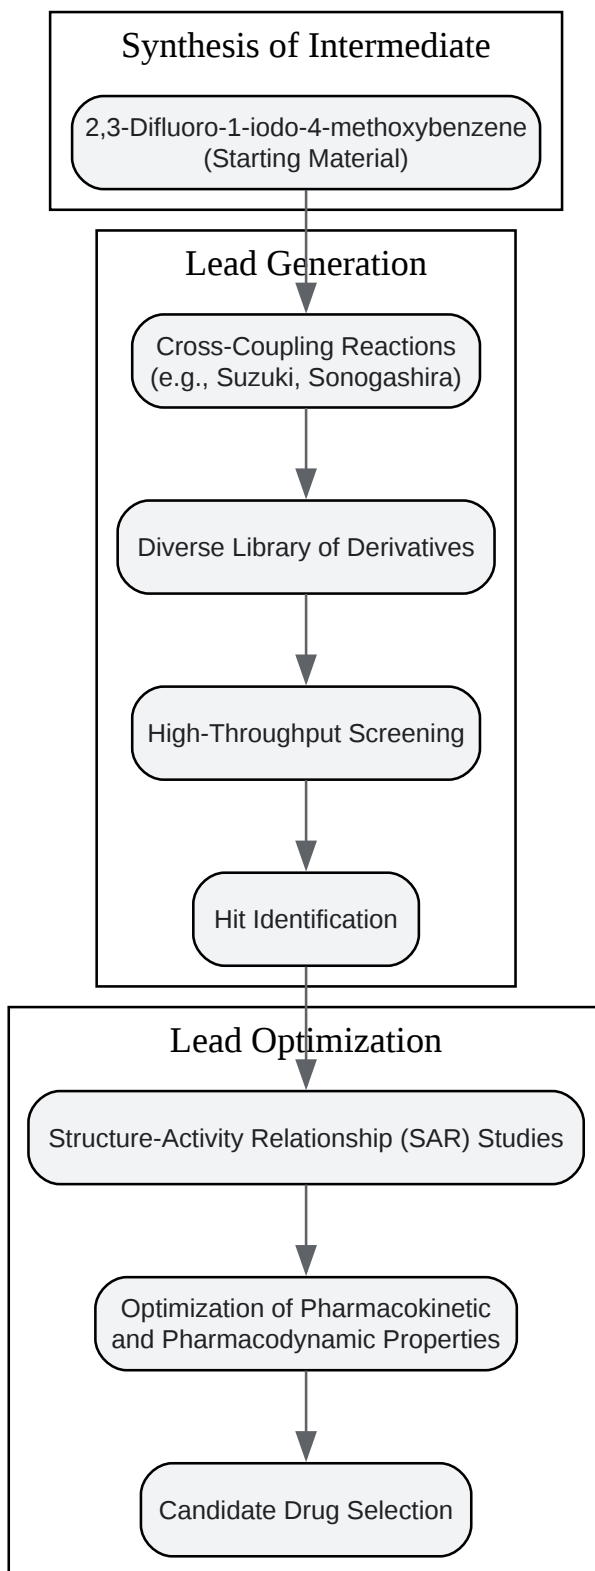 Synthesis of Intermediate
2,3-Difluoro-1-iodo-4-methoxybenzene
(Starting Material)
Lead Generation
Cross-Coupling Reactions
(e.g., Suzuki, Sonogashira)
Diverse Library of Derivatives
High-Throughput Screening
Hit Identification
Lead Optimization
Structure-Activity Relationship (SAR) Studies
Optimization of Pharmacokinetic
and Pharmacodynamic Properties
Candidate Drug Selection